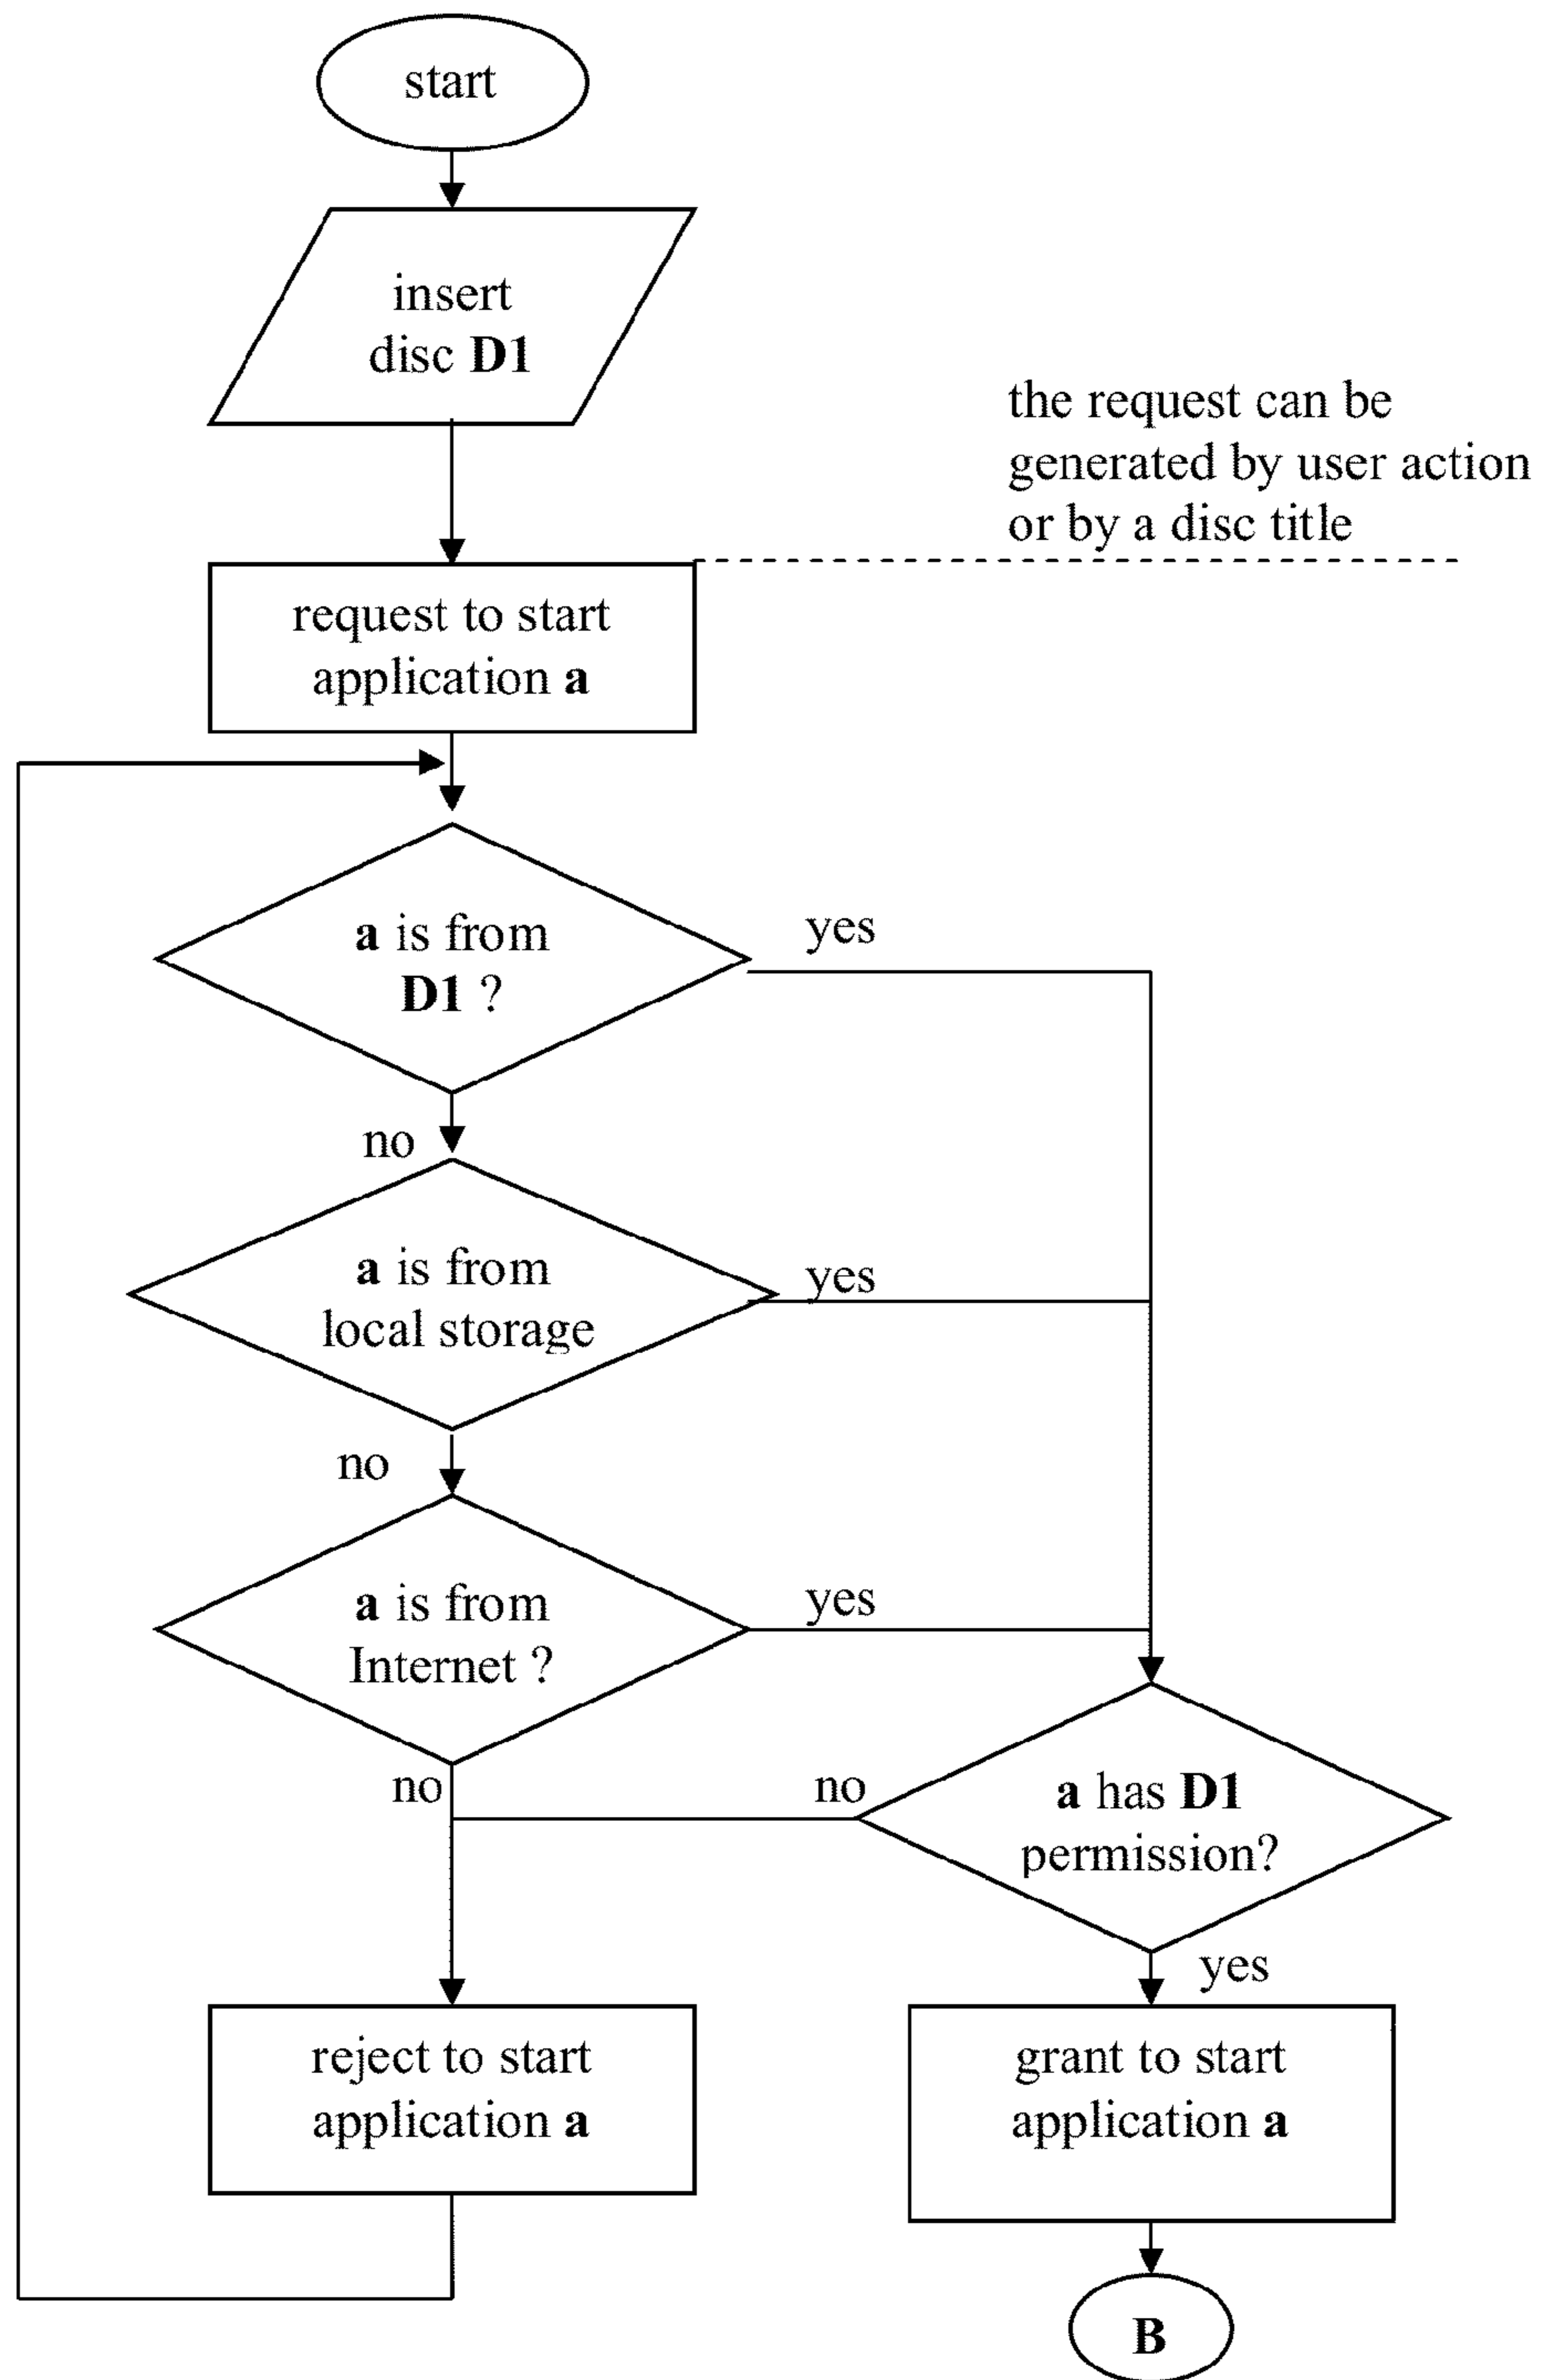 start
insert
disc D1
the request can be
generated by user action
or by a disc title
request to start
application a
a is from
D1 ?
yes
no
a is from
local storage
yes
no
a is from
Internet ?
yes
no
no
a has D1
permission?
yes
reject to start
application a
grant to start
application a
B